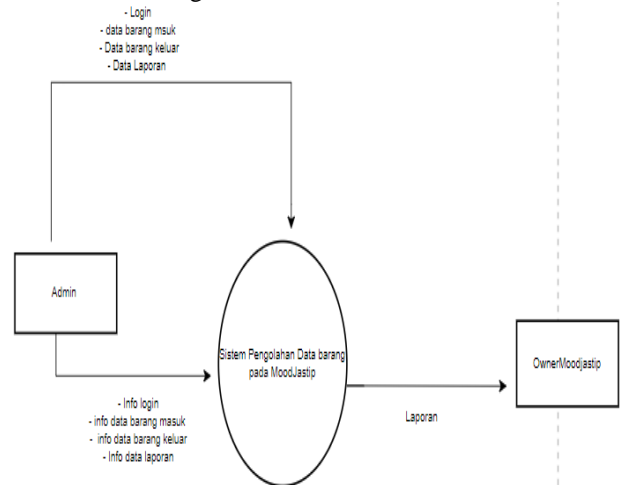 - Login
- data barang msuk
- Data barang keluar
- Data Laporan
Admin
Sistem Pengolahan Data barang
pada MoodJastip
OwnerMoodjastip
Laporan
- Info login
- info data barang masuk
- info data barang keluar
- Info data laporan